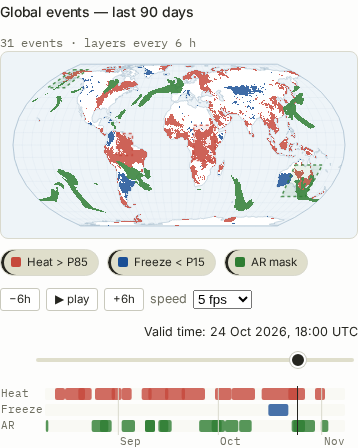 Global events — last 90 days
31 events · layers every 6 h
Heat > P85
Freeze < P15
AR mask
−6h
▶ play
+6h
speed
5 fps
Valid time: 24 Oct 2026, 18:00 UTC
Heat
Freeze
AR
Sep
Oct
Nov